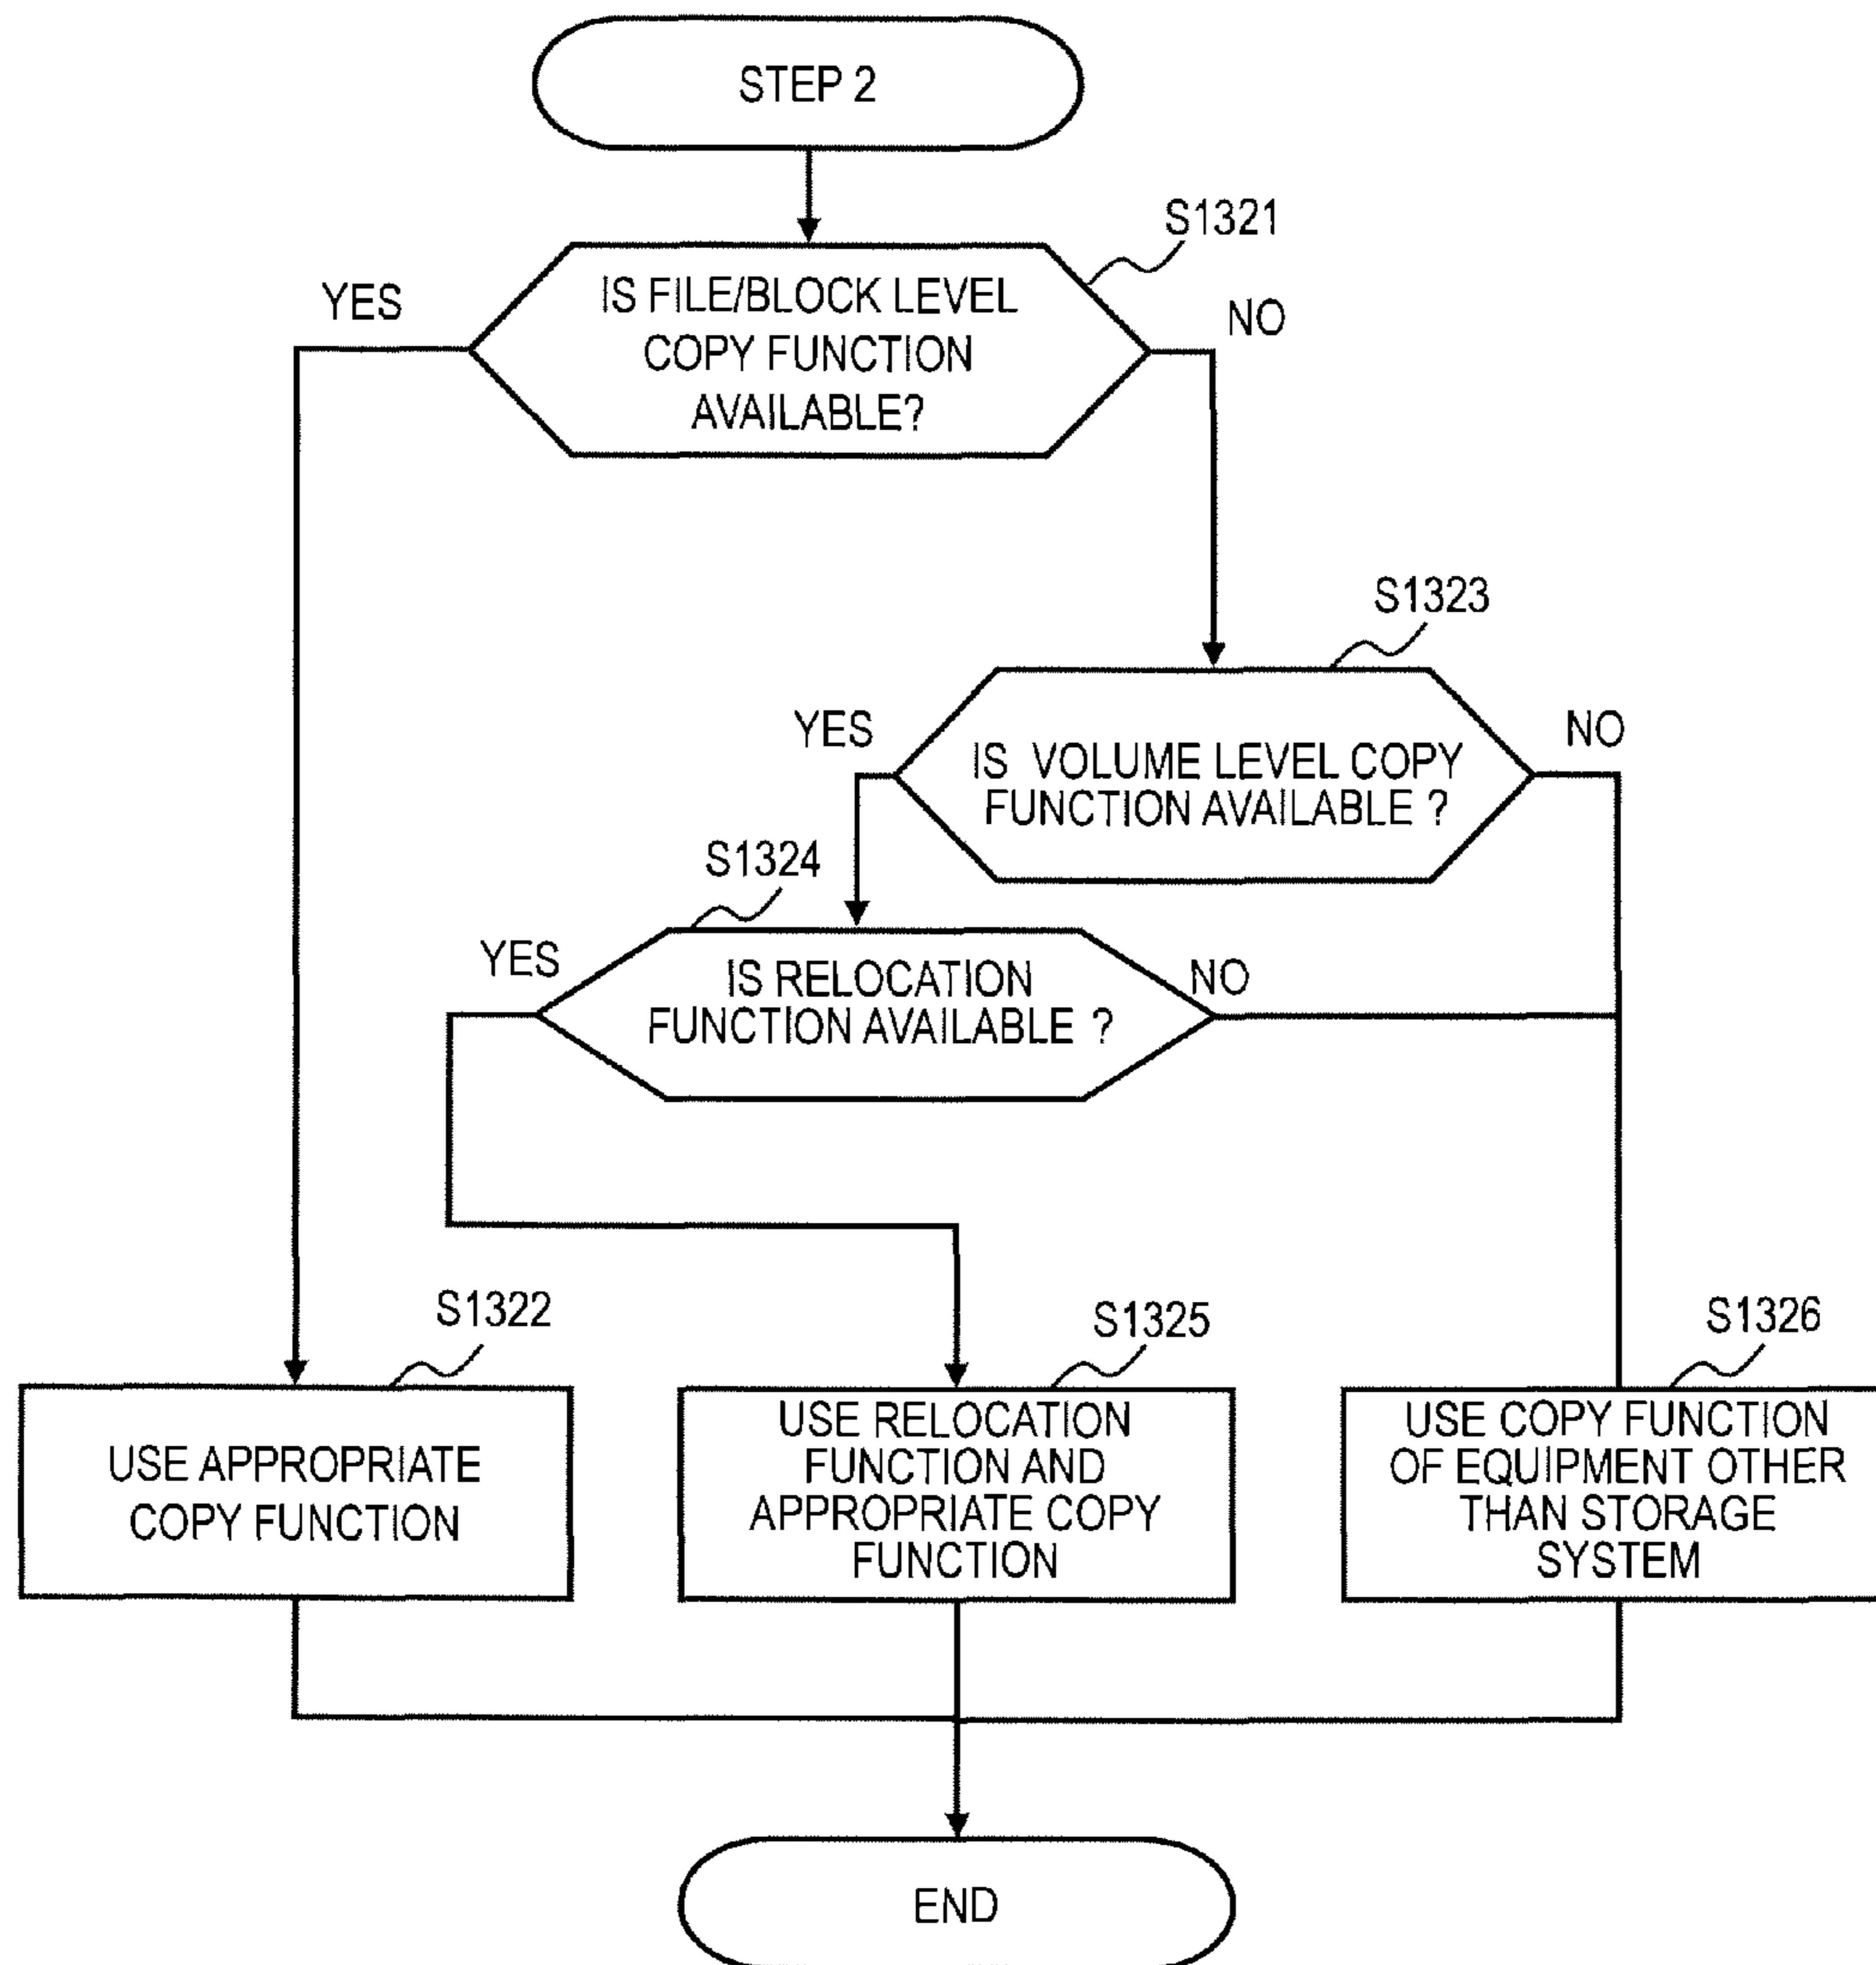 STEP 2
S1321
YES
IS FILE/BLOCK LEVEL
COPY FUNCTION
AVAILABLE?
NO
S1323
YES
IS VOLUME LEVEL COPY
FUNCTION AVAILABLE ?
NO
S1324
YES
IS RELOCATION
FUNCTION AVAILABLE ?
NO
S1322
USE APPROPRIATE
COPY FUNCTION
S1325
USE RELOCATION
FUNCTION AND
APPROPRIATE COPY
FUNCTION
S1326
USE COPY FUNCTION
OF EQUIPMENT OTHER
THAN STORAGE
SYSTEM
END